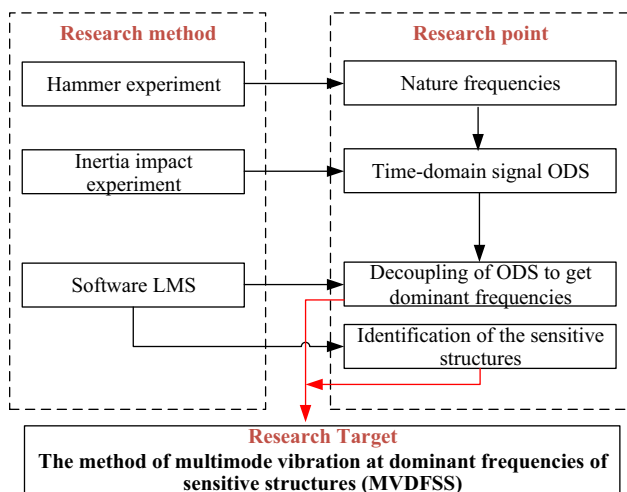 Research method
Research point
Hammer experiment
Nature frequencies
Inertia impact
experiment
Time-domain signal ODS
Software LMS
Decoupling of ODS to get
dominant frequencies
Identification of the sensitive
structures
Research Target
The method of multimode vibration at dominant frequencies of
sensitive structures (MVDFSS)